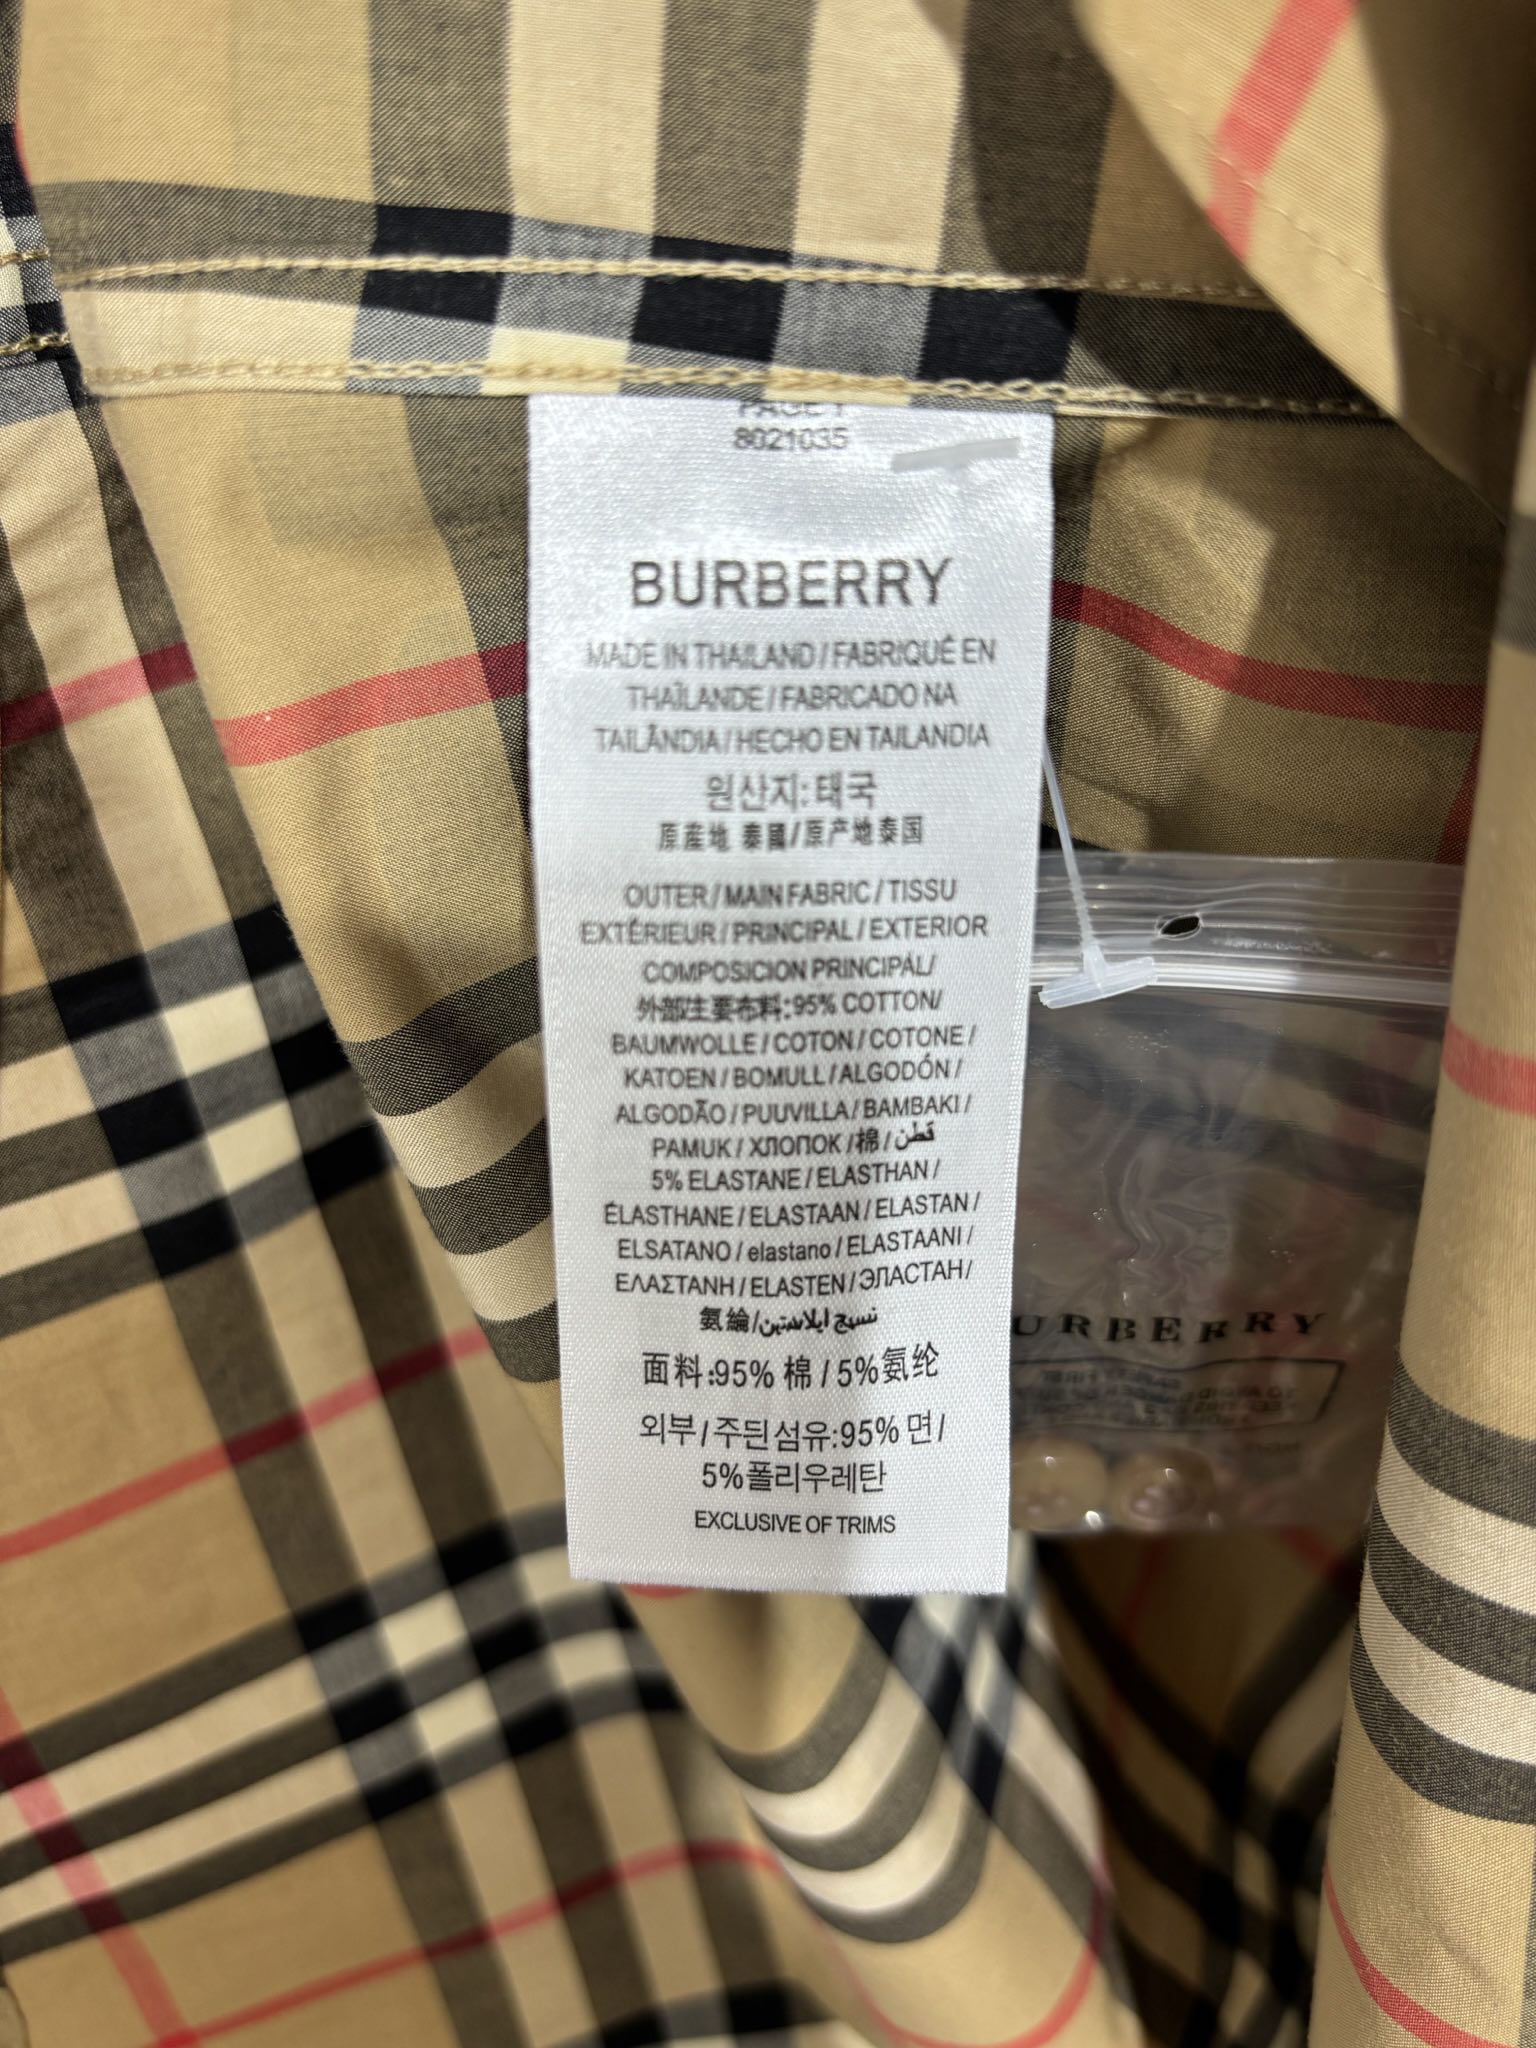 PAGE 1
8021035
BURBERRY
MADE IN THAILAND / FABRIQUÉ EN
THAÏLANDE / FABRICADO NA
TAILÂNDIA / HECHO EN TAILANDIA
원산지: 태국
原産地 泰國/原产地泰国
OUTER / MAIN FABRIC / TISSU
EXTÉRIEUR / PRINCIPAL / EXTERIOR
COMPOSICION PRINCIPAL/
外部/主要布料: 95% COTTON/
BAUMWOLLE / COTON / COTONE /
KATOEN / BOMULL / ALGODÓN /
ALGODÃO / PUUVILLA / BAMBAKI /
PAMUK / ХЛОПОК /棉/ قطن
5% ELASTANE / ELASTHAN /
ÉLASTHANE / ELASTAAN / ELASTAN /
ELSATANO / elastano / ELASTAANI /
ΕΛΑΣΤΑΝΗ / ELASTEN / ЭЛАСТАН /
氨綸/نسيج ايلاستين
面料:95% 棉 / 5%氨纶
외부 / 주된섬유:95% 면 /
5%폴리우레탄
EXCLUSIVE OF TRIMS
URBERRY